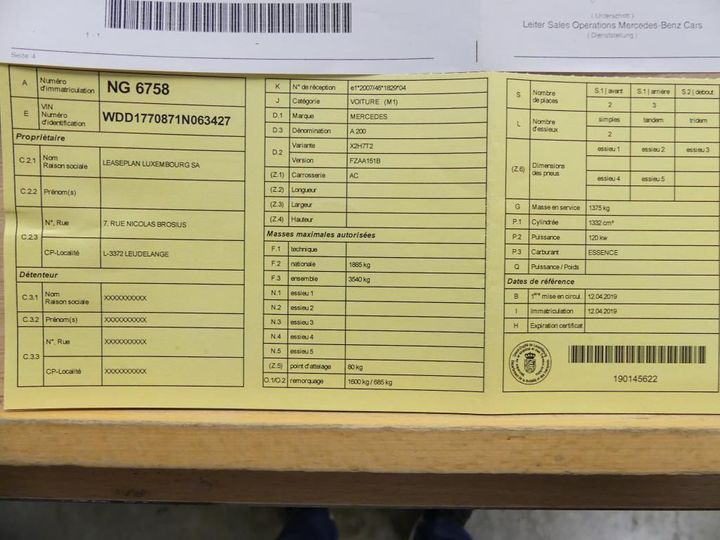 ( Unterschrift )
Leiter Sales Operations Mercedes-Benz Cars
( Dienststellung )
1 - 1
Seite 4
A Numéro d'immatriculation NG 6758
E VIN Numéro d'identification WDD1770871N063427
Propriétaire
C.2.1 Nom Raison sociale LEASEPLAN LUXEMBOURG SA
C.2.2 Prénom(s)
C.2.3 N°, Rue 7. RUE NICOLAS BROSIUS
CP-Localité L-3372 LEUDELANGE
Détenteur
C.3.1 Nom Raison sociale XXXXXXXXXX
C.3.2 Prénom(s) XXXXXXXXXX
C.3.3 N°, Rue XXXXXXXXXX
CP-Localité XXXXXXXXXX
K N° de réception e1*2007/46*1829*04
J Catégorie VOITURE (M1)
D.1 Marque MERCEDES
D.3 Dénomination A 200
D.2 Variante X2H7T2
Version FZAA151B
(Z.1) Carrosserie AC
(Z.2) Longueur
(Z.3) Largeur
(Z.4) Hauteur
Masses maximales autorisées
F.1 technique
F.2 nationale 1865 kg
F.3 ensemble 3540 kg
N.1 essieu 1
N.2 essieu 2
N.3 essieu 3
N.4 essieu 4
N.5 essieu 5
(Z.5) point d'attelage 80 kg
O.1/O.2 remorquage 1600 kg / 685 kg
S. Nombre de places S.1 | avant S.1 | arrière S.2 | debout
2 3
L Nombre d'essieux simples tandem tridem
2
(Z.6) Dimensions des pneus essieu 1 essieu 2 essieu 3
essieu 4 essieu 5
G Masse en service 1375 kg
P.1 Cylindrée 1332 cm³
P.2 Puissance 120 kw
P.3 Carburant ESSENCE
Q Puissance / Poids
Dates de référence
B 1ère mise en circul. 12.04.2019
I Immatriculation 12.04.2019
H Expiration certificat
190145622